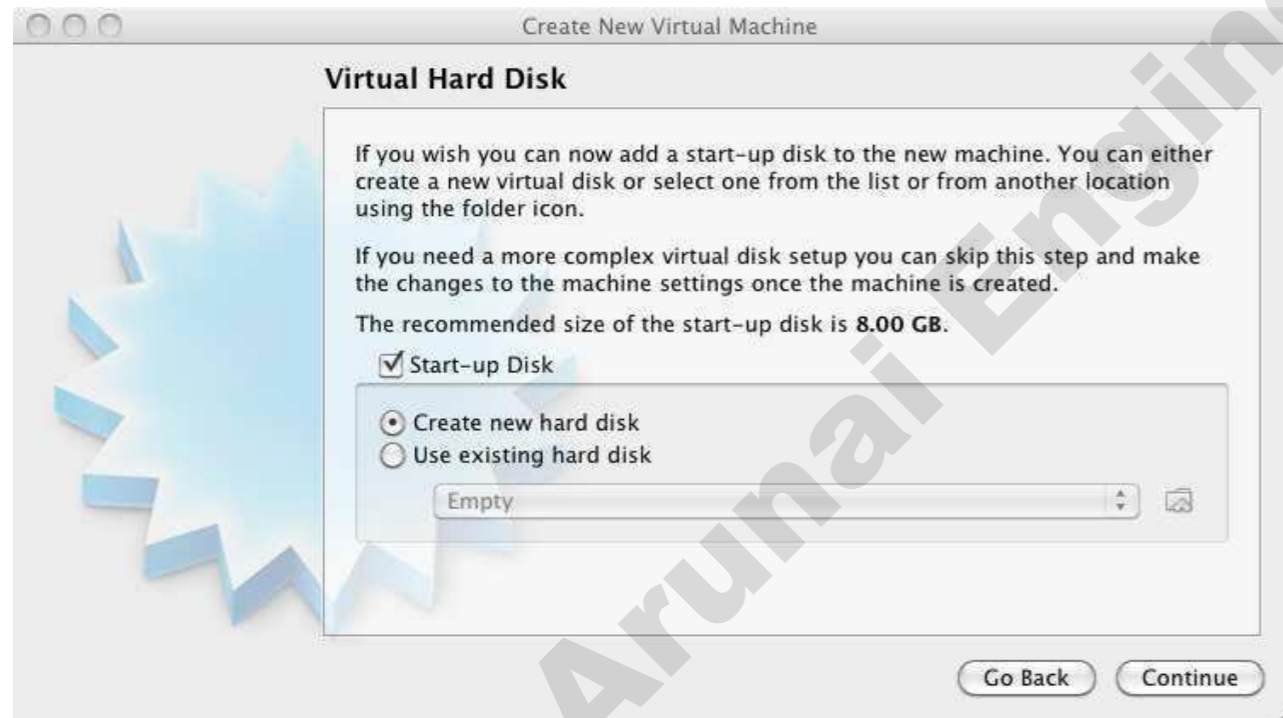 Create New Virtual Machine
Virtual Hard Disk
If you wish you can now add a start-up disk to the new machine. You can either
create a new virtual disk or select one from the list or from another location
using the folder icon.
If you need a more complex virtual disk setup you can skip this step and make
the changes to the machine settings once the machine is created.
The recommended size of the start-up disk is 8.00 GB.
Start-up Disk
Create new hard disk
Use existing hard disk
Empty
Go Back Continue
Arunai